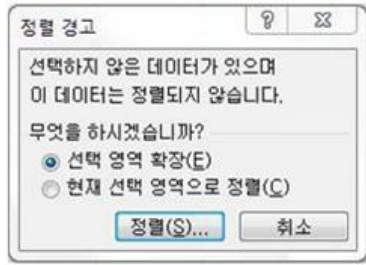 정렬 경고
선택하지 않은 데이터가 있으며
이 데이터는 정렬되지 않습니다.
무엇을 하시겠습니까?
선택 영역 확장(E)
현재 선택 영역으로 정렬(C)
정렬(S)... 취소